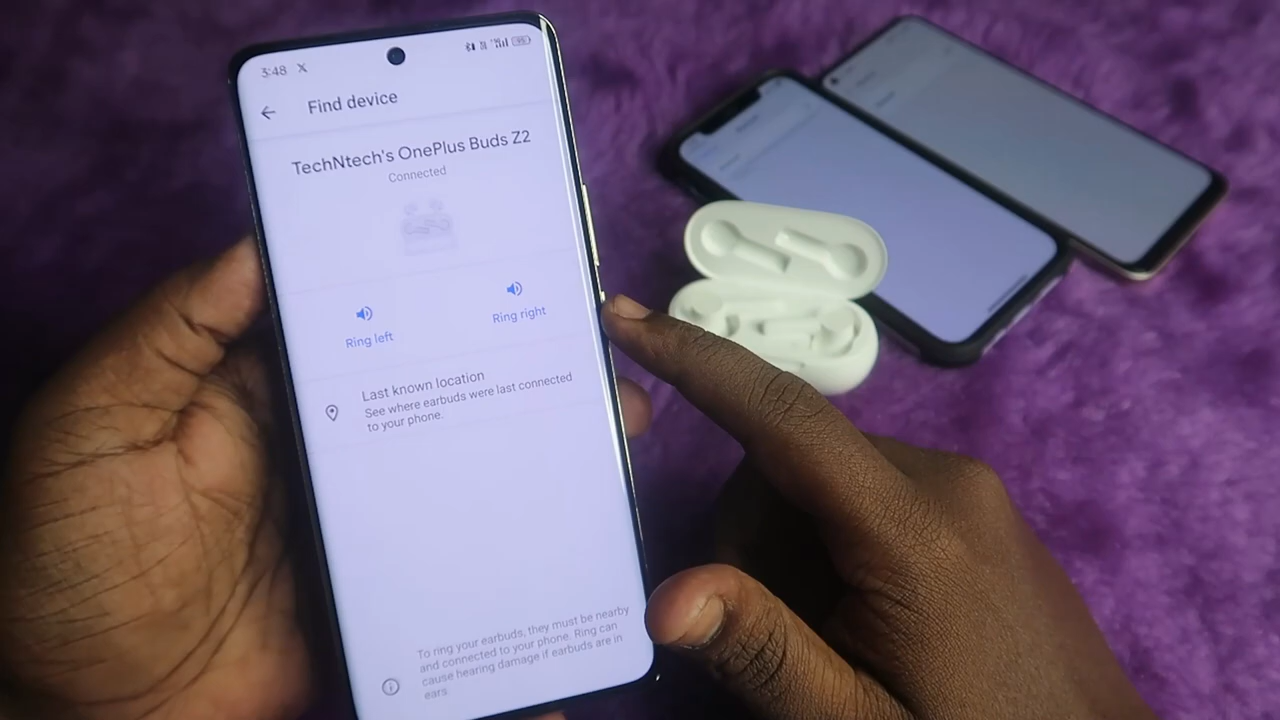 3:48
Find device
TechNtech's OnePlus Buds Z2
Connected
Ring left
Ring right
Last known location
See where earbuds were last connected
to your phone.
To ring your earbuds, they must be nearby
and connected to your phone. Ring can
cause hearing damage if earbuds are in
ears.